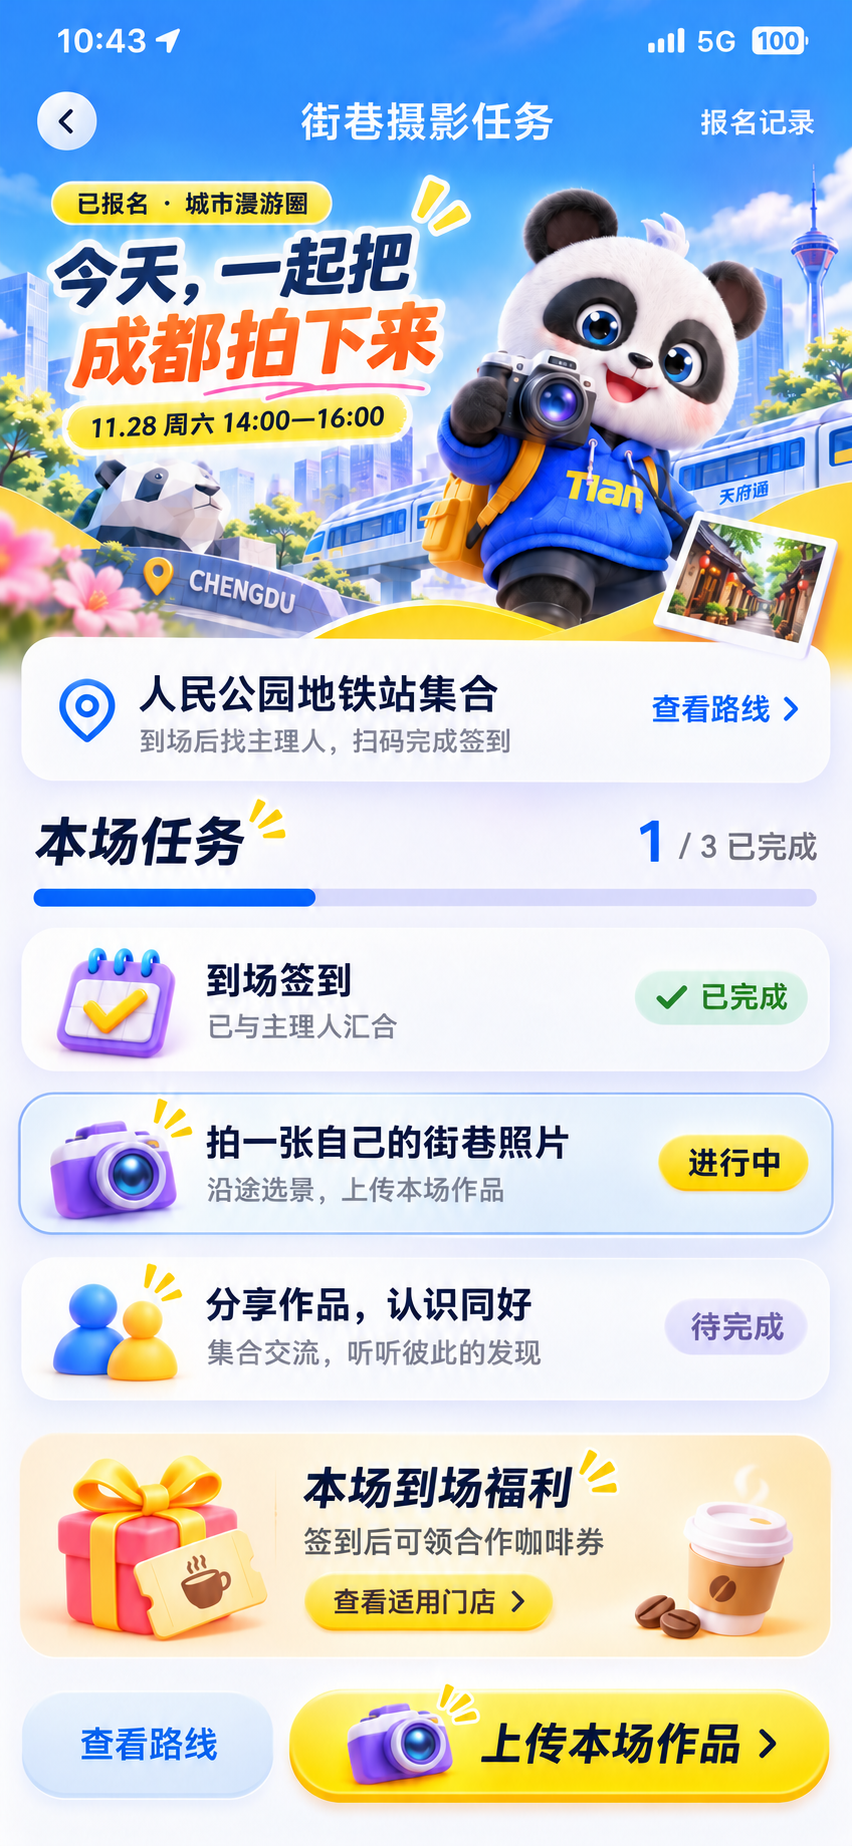 10:43
5G
100
街巷摄影任务
报名记录
已报名 · 城市漫游圈
今天，一起把
成都拍下来
11.28 周六 14:00—16:00
Tian
天府通
CHENGDU
人民公园地铁站集合
到场后找主理人，扫码完成签到
查看路线
本场任务
1 / 3 已完成
到场签到
已与主理人汇合
已完成
拍一张自己的街巷照片
沿途选景，上传本场作品
进行中
分享作品，认识同好
集合交流，听听彼此的发现
待完成
本场到场福利
签到后可领合作咖啡券
查看适用门店
查看路线
上传本场作品